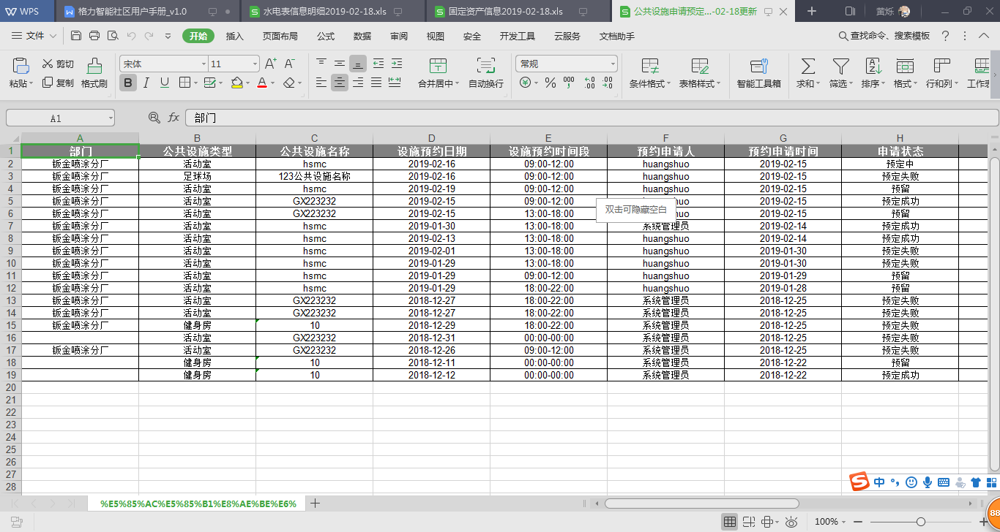 WPS 格力智能社区用户手册_v1.0 水电表信息明细2019-02-18.xls 固定资产信息2019-02-18.xls 公共设施申请预定...-02-18更新 黄烁
文件 开始 插入 页面布局 公式 数据 审阅 视图 安全 开发工具 云服务 文档助手 查找命令、搜索模板
宋体 11 常规
粘贴 剪切 复制 格式刷 合并居中 自动换行 条件格式 表格样式 智能工具箱 求和 筛选 排序 格式 行和列 工作表
A1 fx 部门
A B C D E F G H
1 部门 公共设施类型 公共设施名称 设施预约日期 设施预约时间段 预约申请人 预约申请时间 申请状态
2 钣金喷涂分厂 活动室 hsmc 2019-02-16 09:00-12:00 huangshuo 2019-02-15 预定中
3 钣金喷涂分厂 足球场 123公共设施名称 2019-02-16 09:00-12:00 huangshuo 2019-02-15 预定失败
4 钣金喷涂分厂 活动室 hsmc 2019-02-19 09:00-12:00 huangshuo 2019-02-15 预留
5 钣金喷涂分厂 活动室 GX223232 2019-02-15 09:00-12:00 huangshuo 2019-02-15 预定成功
双击可隐藏空白
6 钣金喷涂分厂 活动室 GX223232 2019-02-15 13:00-18:00 huangshuo 2019-02-15 预留
7 钣金喷涂分厂 活动室 hsmc 2019-01-30 13:00-18:00 系统管理员 2019-02-14 预定成功
8 钣金喷涂分厂 活动室 hsmc 2019-02-13 13:00-18:00 huangshuo 2019-02-14 预定成功
9 钣金喷涂分厂 活动室 hsmc 2019-02-01 13:00-18:00 huangshuo 2019-01-30 预定失败
10 钣金喷涂分厂 活动室 hsmc 2019-01-29 13:00-18:00 huangshuo 2019-01-30 预定失败
11 钣金喷涂分厂 活动室 hsmc 2019-01-29 09:00-12:00 huangshuo 2019-01-29 预留
12 钣金喷涂分厂 活动室 hsmc 2019-01-29 18:00-22:00 huangshuo 2019-01-28 预留
13 钣金喷涂分厂 活动室 GX223232 2018-12-27 18:00-22:00 系统管理员 2018-12-25 预定失败
14 钣金喷涂分厂 活动室 GX223232 2018-12-27 18:00-22:00 系统管理员 2018-12-25 预定失败
15 钣金喷涂分厂 健身房 10 2018-12-29 18:00-22:00 系统管理员 2018-12-25 预定失败
16 活动室 GX223232 2018-12-31 00:00-00:00 系统管理员 2018-12-25 预定失败
17 钣金喷涂分厂 活动室 GX223232 2018-12-26 09:00-12:00 系统管理员 2018-12-25 预定失败
18 健身房 10 2018-12-11 00:00-00:00 系统管理员 2018-12-22 预留
19 健身房 10 2018-12-12 00:00-00:00 系统管理员 2018-12-22 预定成功
20
21
22
23
24
25
26
27
28
中
%E5%85%AC%E5%85%B1%E8%AE%BE%E6%
100%